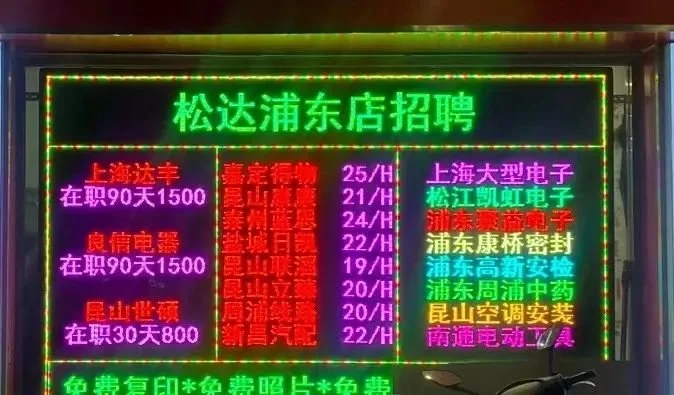 松达浦东店招聘
上海达丰
在职90天1500
良信电器
在职90天1500
昆山世硕
在职30天800
嘉定得物 25/H
昆山康康 21/H
泰州蓝思 24/H
盐城日凯 22/H
昆山联滔 19/H
昆山立臻 20/H
周浦线路 20/H
新昌汽配 22/H
上海大型电子
松江凯虹电子
浦东聚益电子
浦东康桥密封
浦东高新安检
浦东周浦中药
昆山空调安装
南通电动工具
免费复印*免费照片*免费